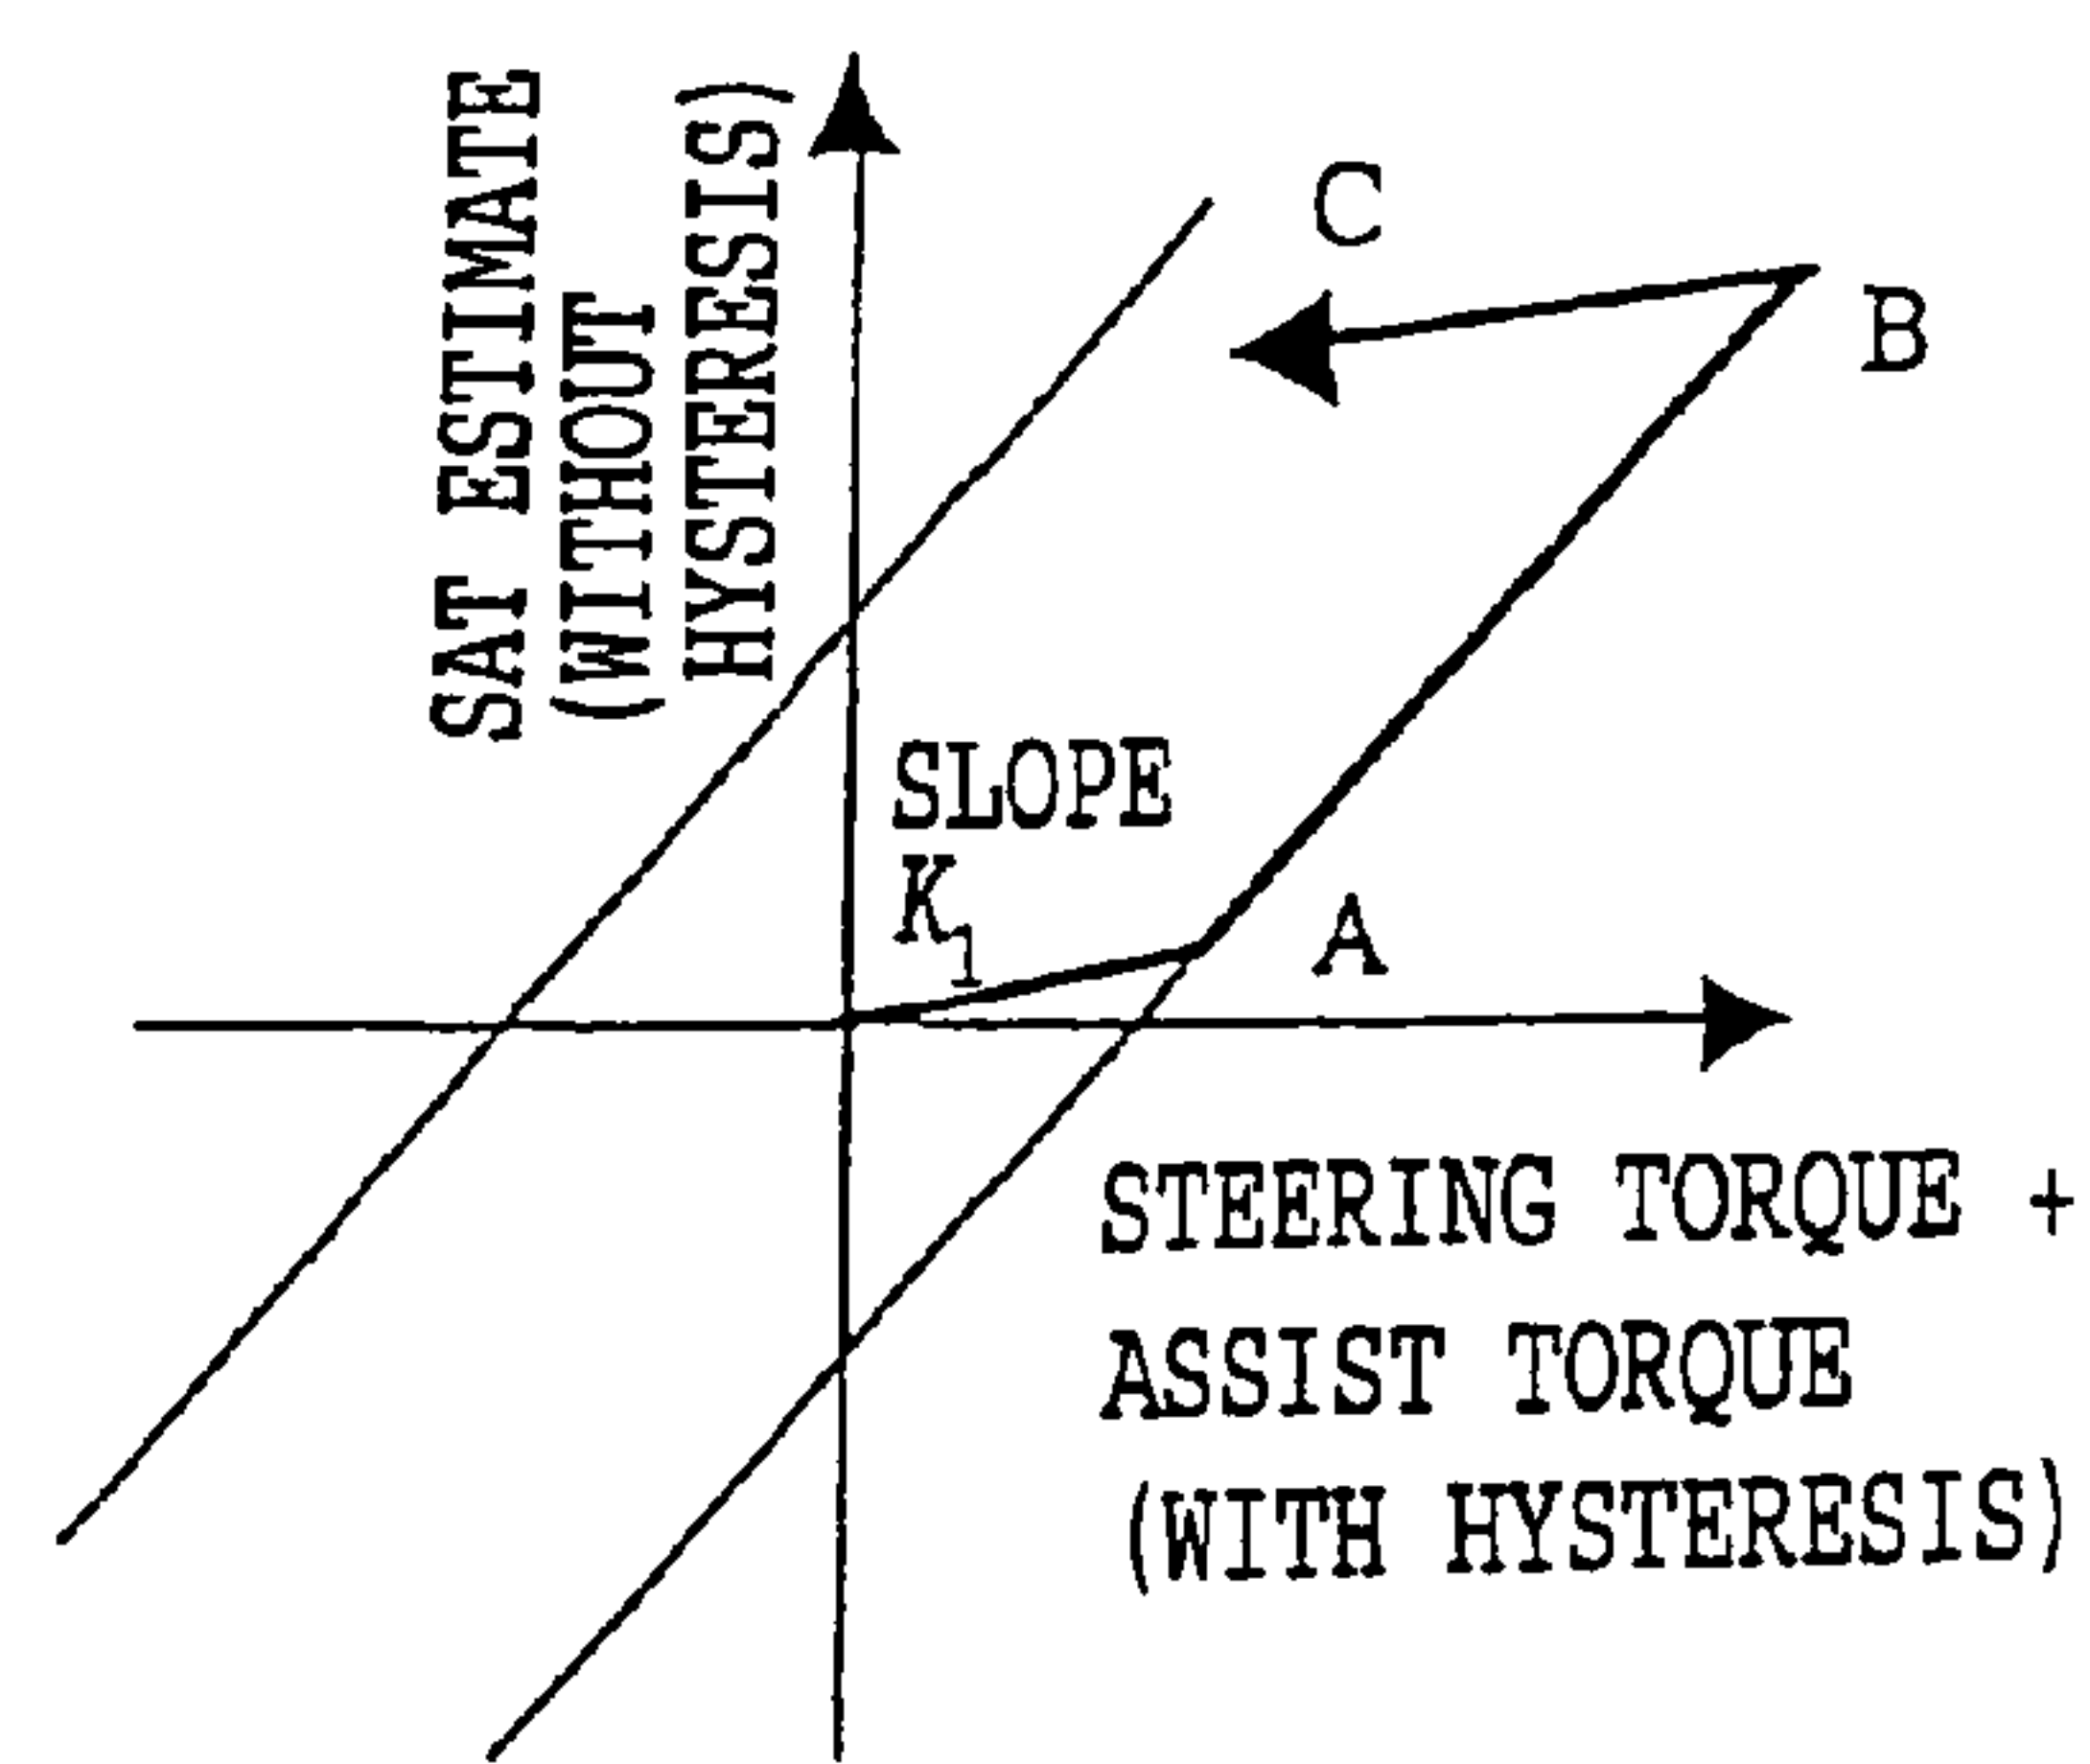 SAT ESTIMATE
(WITHOUT
HYSTERESIS)
C
B
SLOPE
K1
A
STEERING TORQUE +
ASSIST TORQUE
(WITH HYSTERESIS)